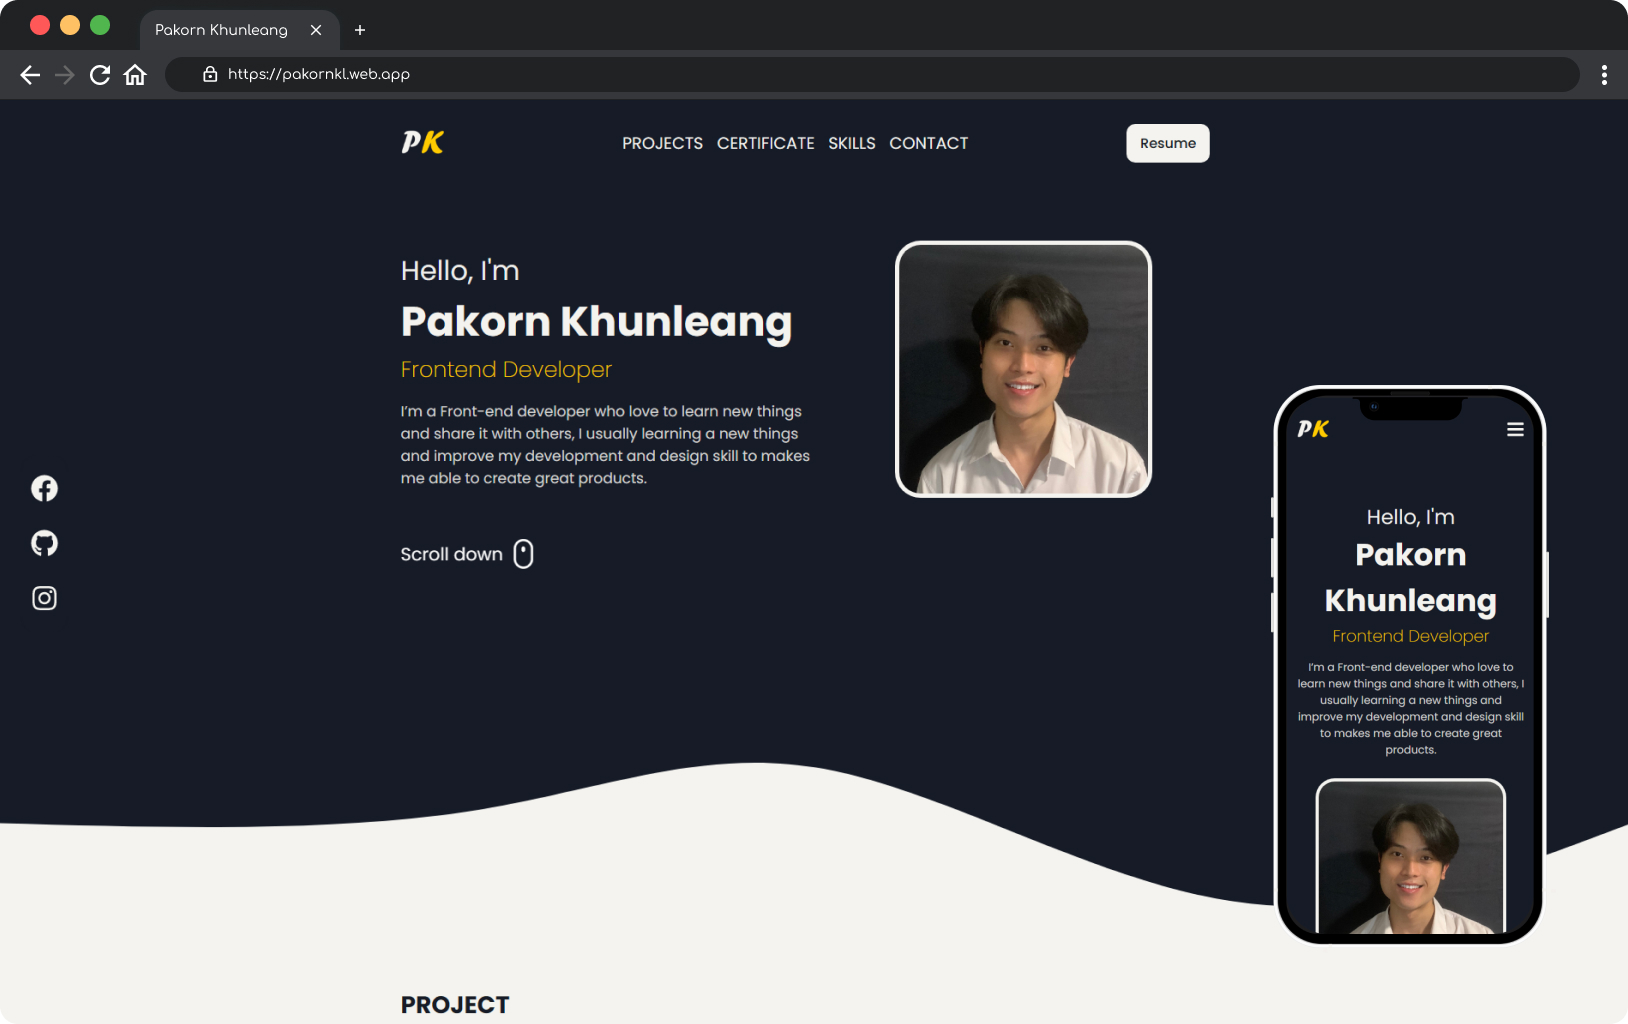 Pakorn Khunleang
https://pakornkl.web.app
PK
PROJECTS CERTIFICATE SKILLS CONTACT
Resume
Hello, I'm
Pakorn Khunleang
Frontend Developer
I'm a Front-end developer who love to learn new things
and share it with others, I usually learning a new things
and improve my development and design skill to makes
me able to create great products.
Scroll down
PROJECT
PK
Hello, I'm
Pakorn
Khunleang
Frontend Developer
I'm a Front-end developer who love to
learn new things and share it with others, I
usually learning a new things and
improve my development and design skill
to makes me able to create great
products.